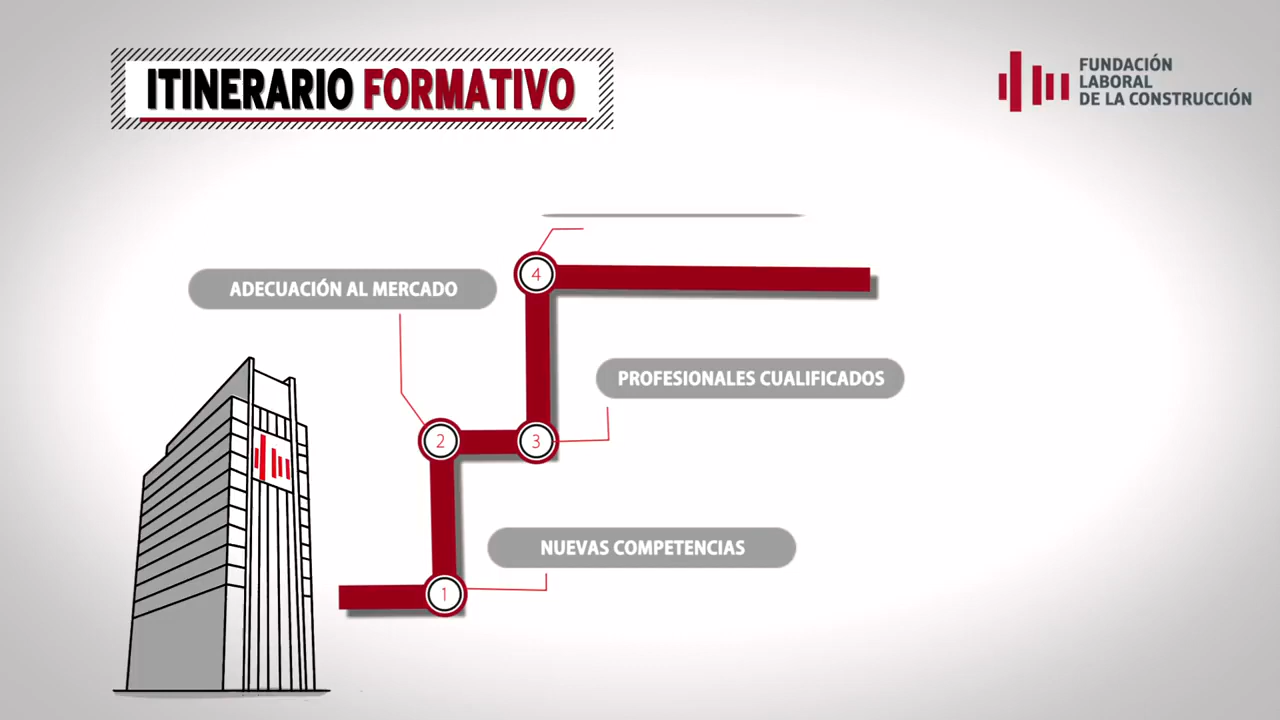 ITINERARIO FORMATIVO
FUNDACIÓN
LABORAL
DE LA CONSTRUCCIÓN
4
ADECUACIÓN AL MERCADO
PROFESIONALES CUALIFICADOS
2
3
NUEVAS COMPETENCIAS
1